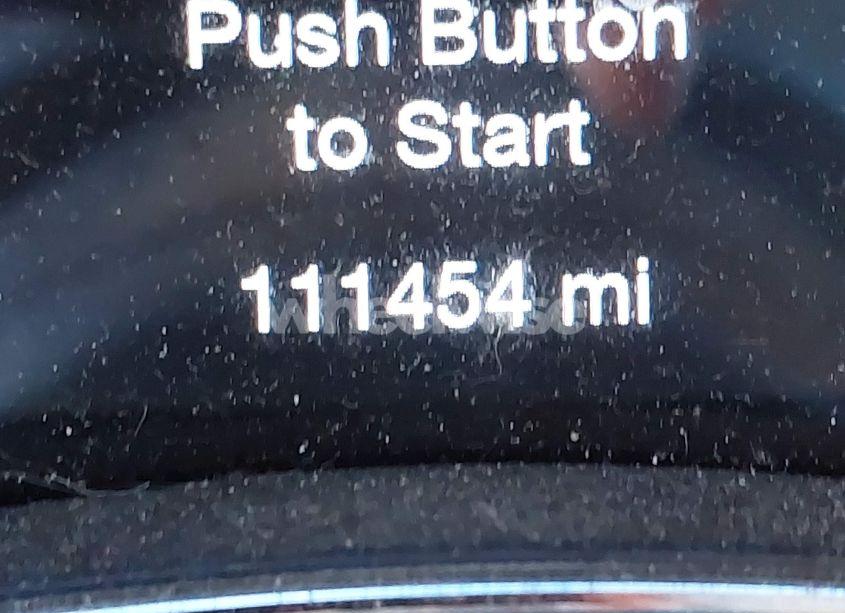 Push Button
to Start
111454 mi